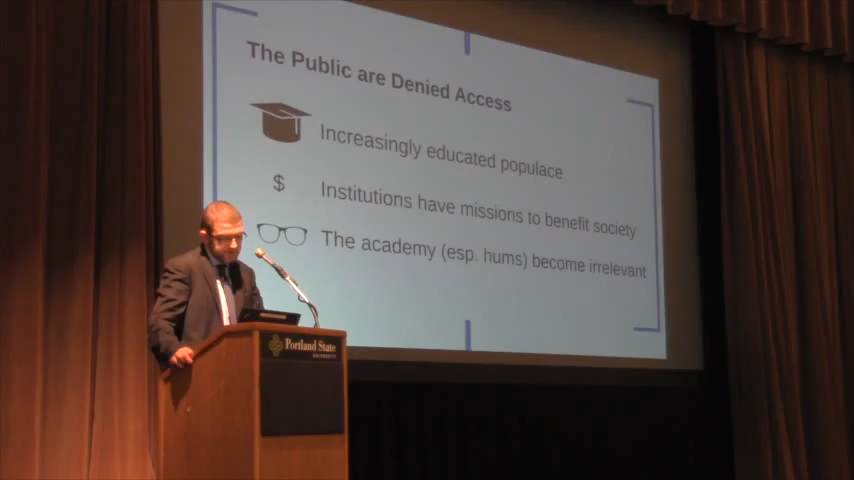 The Public are Denied Access
Increasingly educated populace
$
Institutions have missions to benefit society
The academy (esp. hums) become irrelevant
Portland State
UNIVERSITY